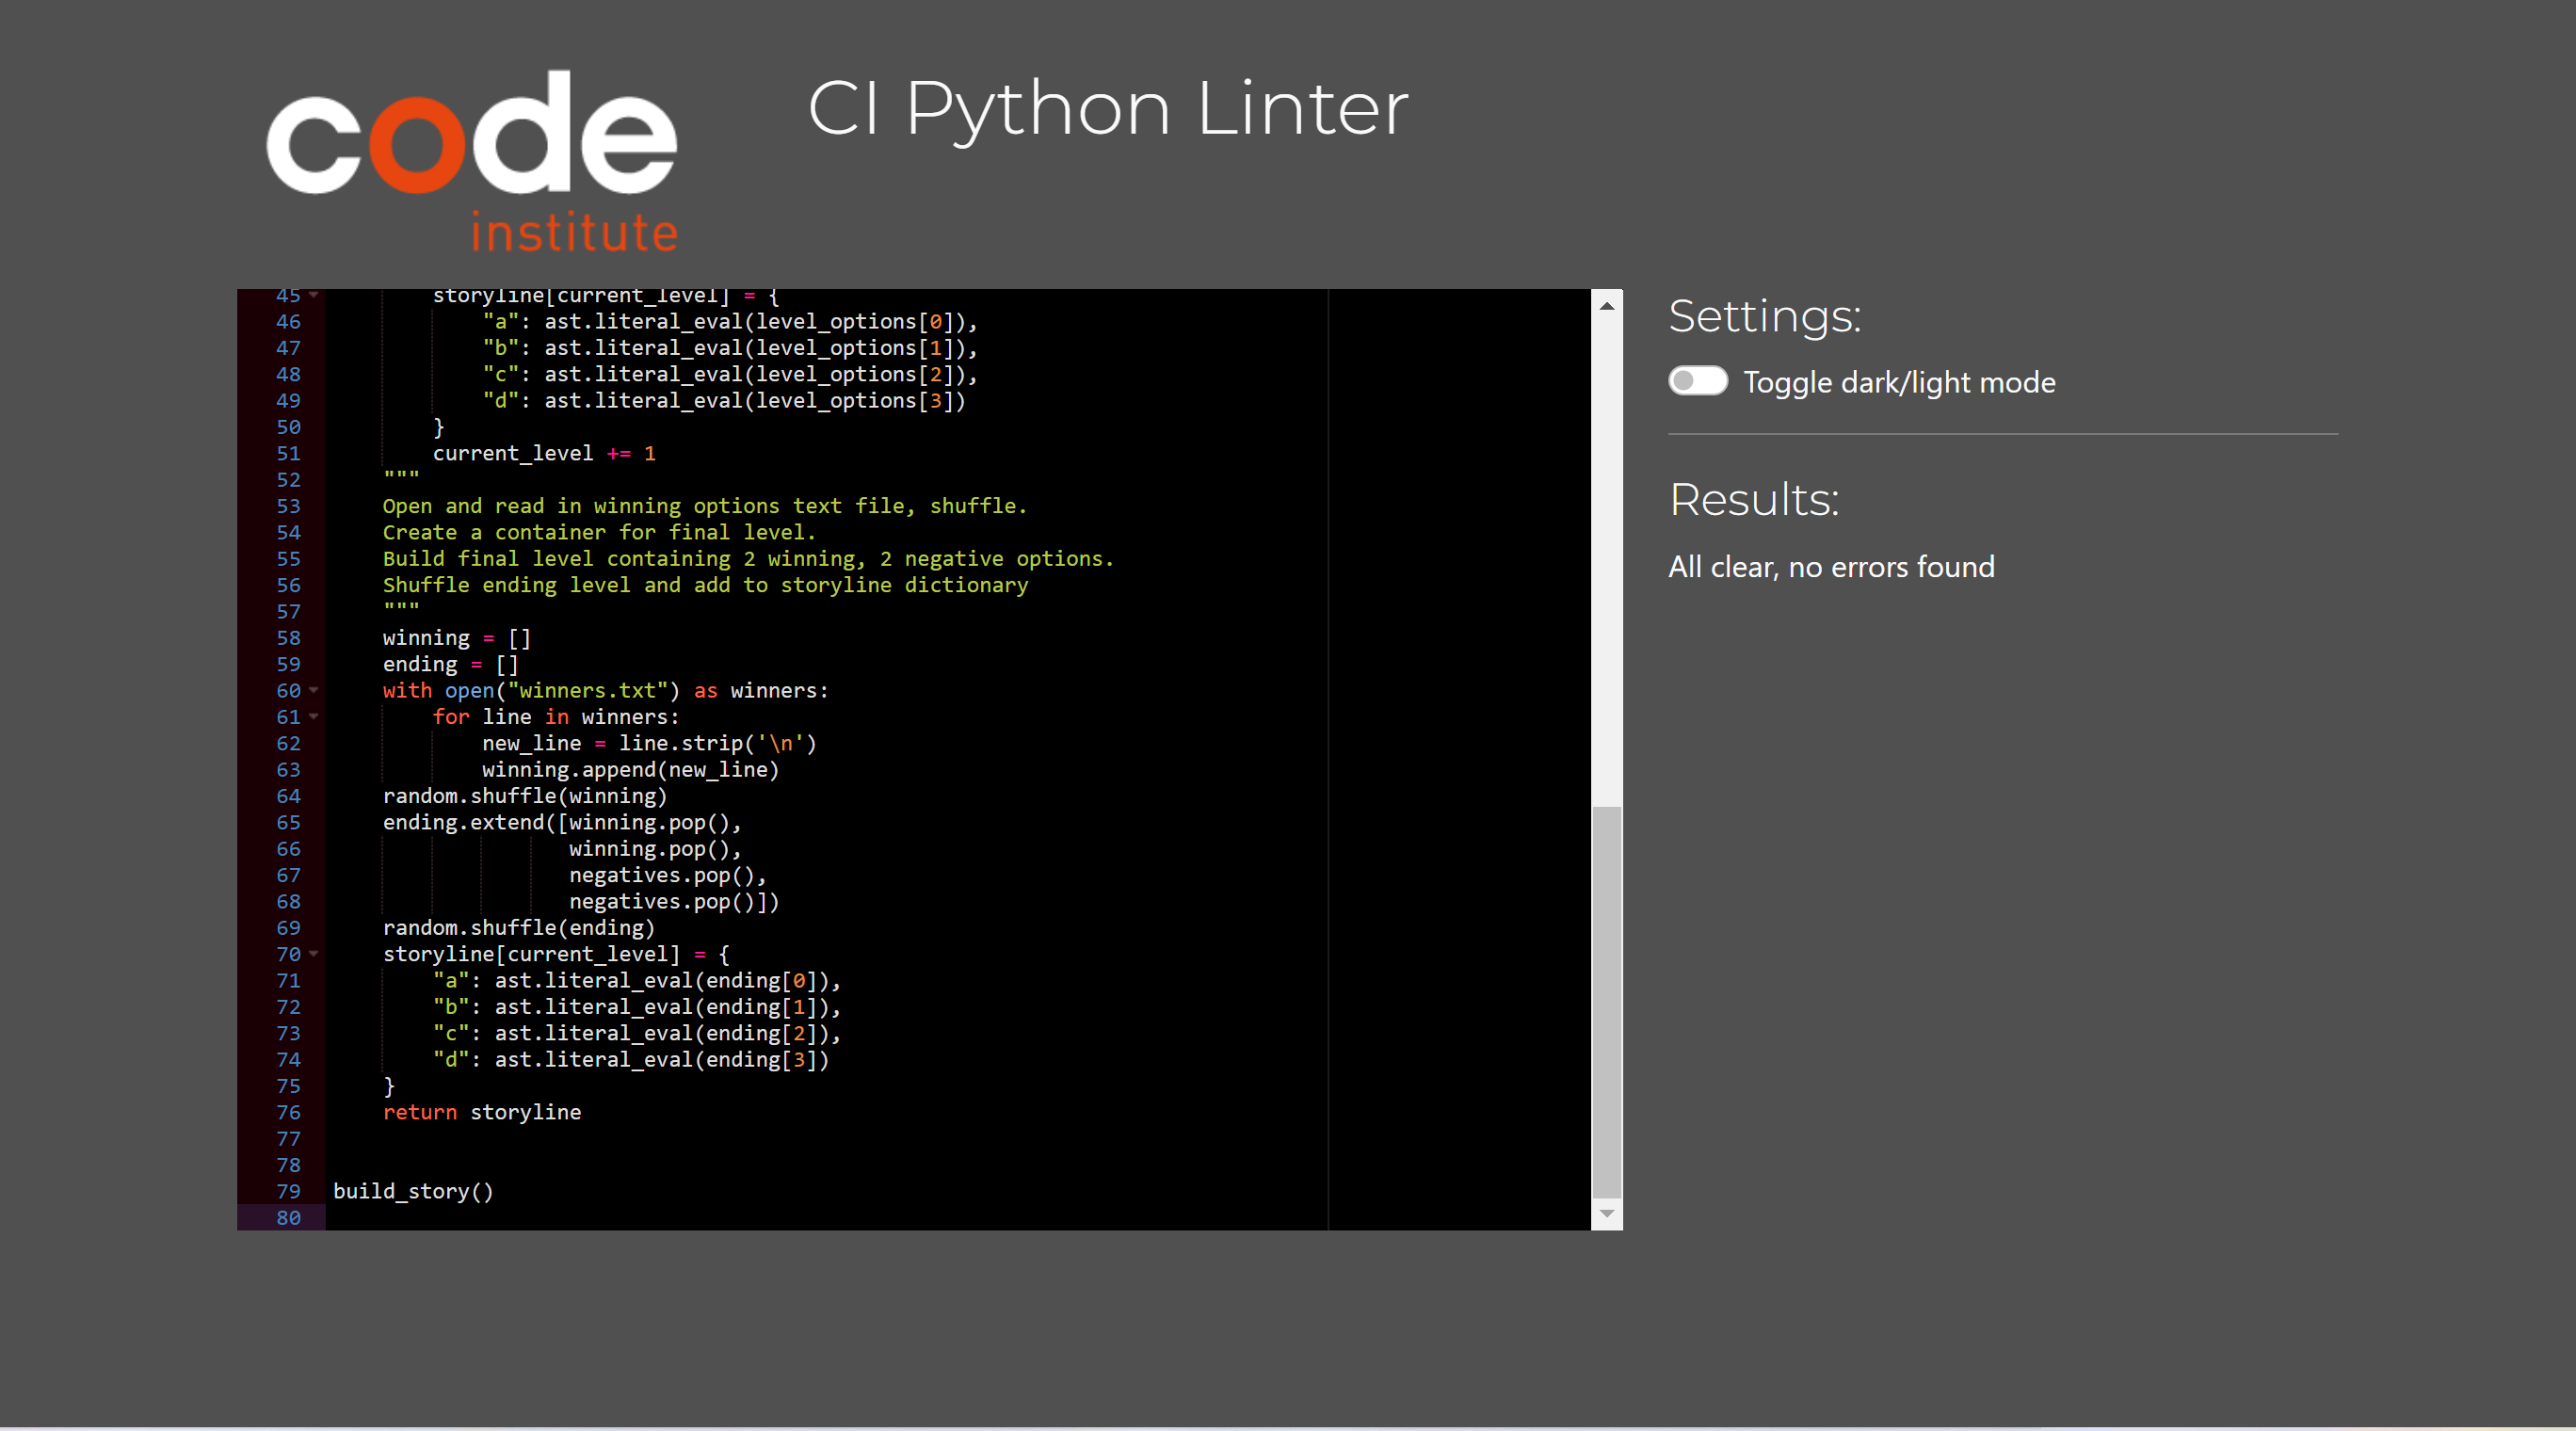 code
institute
CI Python Linter
45 storyline[current_level] = {
46 "a": ast.literal_eval(level_options[0]),
47 "b": ast.literal_eval(level_options[1]),
48 "c": ast.literal_eval(level_options[2]),
49 "d": ast.literal_eval(level_options[3])
50 }
51 current_level += 1
52 """
53 Open and read in winning options text file, shuffle.
54 Create a container for final level.
55 Build final level containing 2 winning, 2 negative options.
56 Shuffle ending level and add to storyline dictionary
57 """
58 winning = []
59 ending = []
60 with open("winners.txt") as winners:
61 for line in winners:
62 new_line = line.strip('\n')
63 winning.append(new_line)
64 random.shuffle(winning)
65 ending.extend([winning.pop(),
66 winning.pop(),
67 negatives.pop(),
68 negatives.pop()])
69 random.shuffle(ending)
70 storyline[current_level] = {
71 "a": ast.literal_eval(ending[0]),
72 "b": ast.literal_eval(ending[1]),
73 "c": ast.literal_eval(ending[2]),
74 "d": ast.literal_eval(ending[3])
75 }
76 return storyline
77
78
79 build_story()
80
Settings:
Toggle dark/light mode
Results:
All clear, no errors found